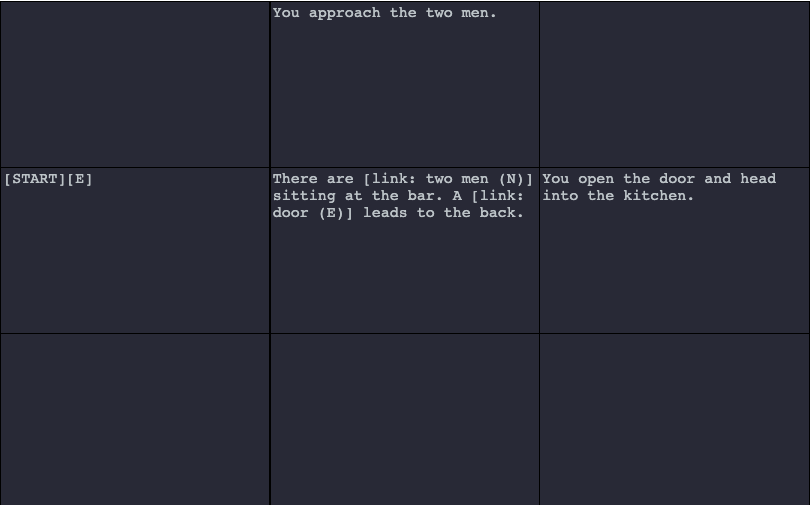 You approach the two men.
[START][E]
There are [link: two men (N)]
sitting at the bar. A [link:
door (E)] leads to the back.
You open the door and head
into the kitchen.